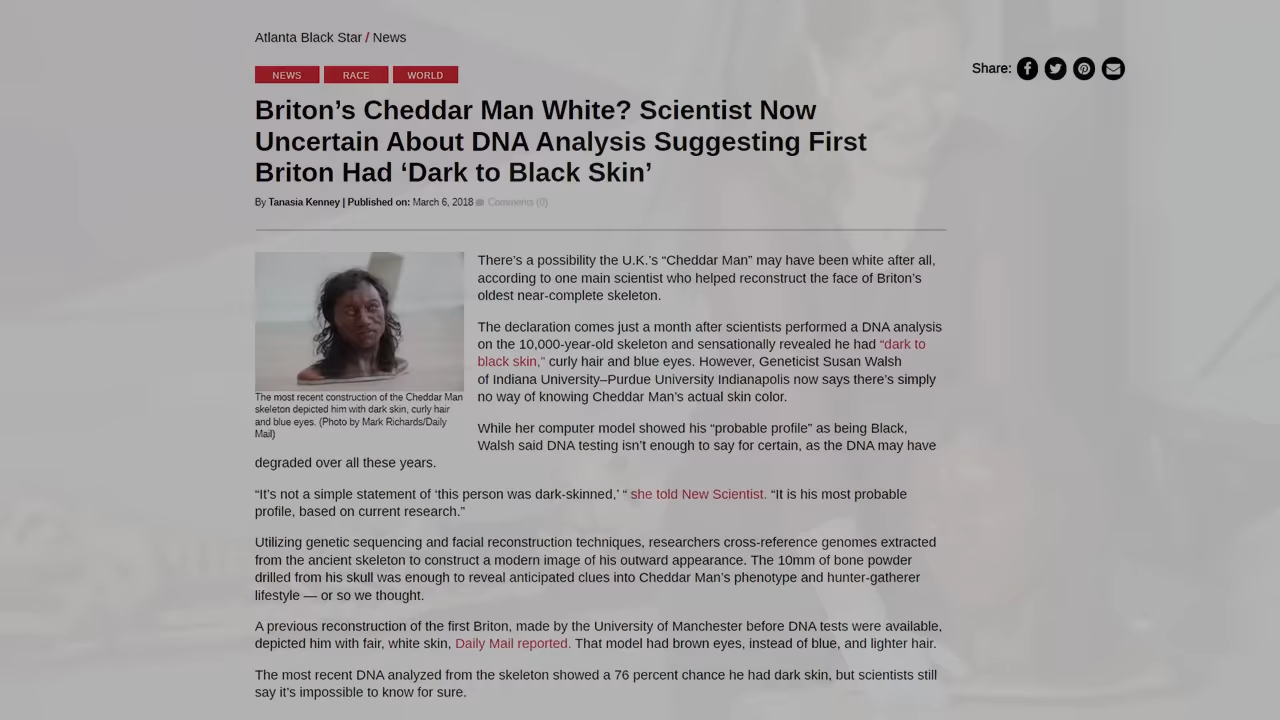 Atlanta Black Star / News
NEWS RACE WORLD
Share:
Briton’s Cheddar Man White? Scientist Now
Uncertain About DNA Analysis Suggesting First
Briton Had ‘Dark to Black Skin’
By Tanasia Kenney | Published on: March 6, 2018 Comments (0)
The most recent construction of the Cheddar Man
skeleton depicted him with dark skin, curly hair
and blue eyes. (Photo by Mark Richards/Daily
Mail)
There’s a possibility the U.K.’s “Cheddar Man” may have been white after all,
according to one main scientist who helped reconstruct the face of Briton’s
oldest near-complete skeleton.
The declaration comes just a month after scientists performed a DNA analysis
on the 10,000-year-old skeleton and sensationally revealed he had “dark to
black skin,” curly hair and blue eyes. However, Geneticist Susan Walsh
of Indiana University–Purdue University Indianapolis now says there’s simply
no way of knowing Cheddar Man’s actual skin color.
While her computer model showed his “probable profile” as being Black,
Walsh said DNA testing isn’t enough to say for certain, as the DNA may have
degraded over all these years.
“It’s not a simple statement of ‘this person was dark-skinned,’ “ she told New Scientist. “It is his most probable
profile, based on current research.”
Utilizing genetic sequencing and facial reconstruction techniques, researchers cross-reference genomes extracted
from the ancient skeleton to construct a modern image of his outward appearance. The 10mm of bone powder
drilled from his skull was enough to reveal anticipated clues into Cheddar Man’s phenotype and hunter-gatherer
lifestyle — or so we thought.
A previous reconstruction of the first Briton, made by the University of Manchester before DNA tests were available,
depicted him with fair, white skin, Daily Mail reported. That model had brown eyes, instead of blue, and lighter hair.
The most recent DNA analyzed from the skeleton showed a 76 percent chance he had dark skin, but scientists still
say it’s impossible to know for sure.